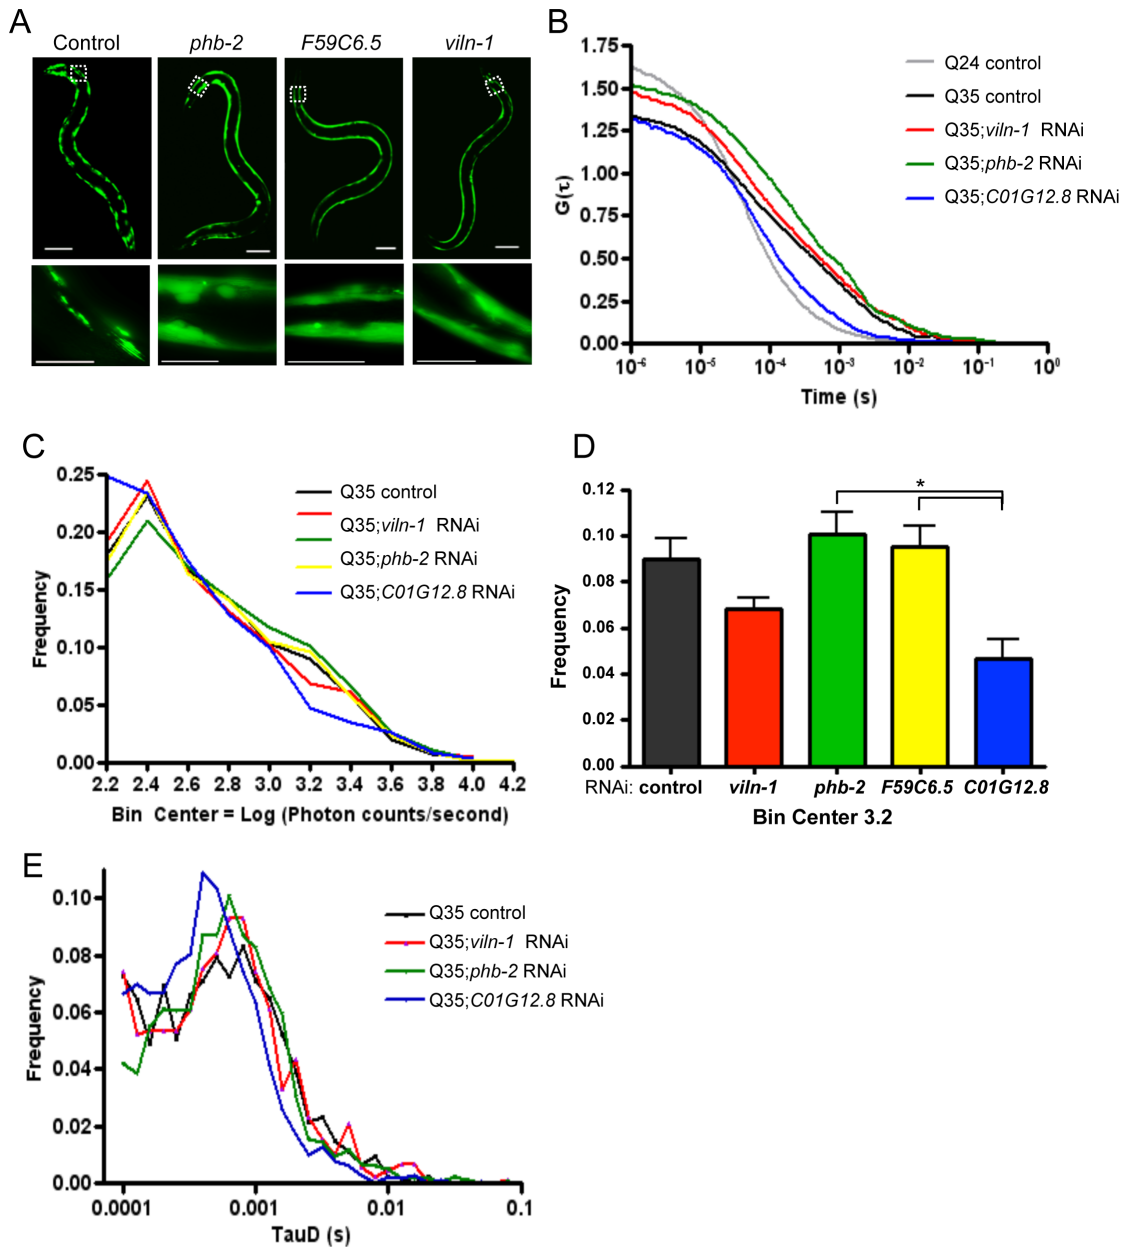 A
Control
phb-2
F59C6.5
viln-1
B
1.75
1.50
1.25
1.00
0.75
0.50
0.25
0.00
G(τ)
10⁻⁶
10⁻⁵
10⁻⁴
10⁻³
10⁻²
10⁻¹
10⁰
Time (s)
Q24 control
Q35 control
Q35;viln-1 RNAi
Q35;phb-2 RNAi
Q35;C01G12.8 RNAi
C
0.25
0.20
0.15
0.10
0.05
0.00
Frequency
2.2 2.4 2.6 2.8 3.0 3.2 3.4 3.6 3.8 4.0 4.2
Bin Center = Log (Photon counts/second)
Q35 control
Q35;viln-1 RNAi
Q35;phb-2 RNAi
Q35;C01G12.8 RNAi
D
0.12
0.10
0.08
0.06
0.04
0.02
0.00
Frequency
*
RNAi: control viln-1 phb-2 F59C6.5 C01G12.8
Bin Center 3.2
E
0.10
0.08
0.06
0.04
0.02
0.00
Frequency
0.0001 0.001 0.01 0.1
TauD (s)
Q35 control
Q35;viln-1 RNAi
Q35;phb-2 RNAi
Q35;C01G12.8 RNAi